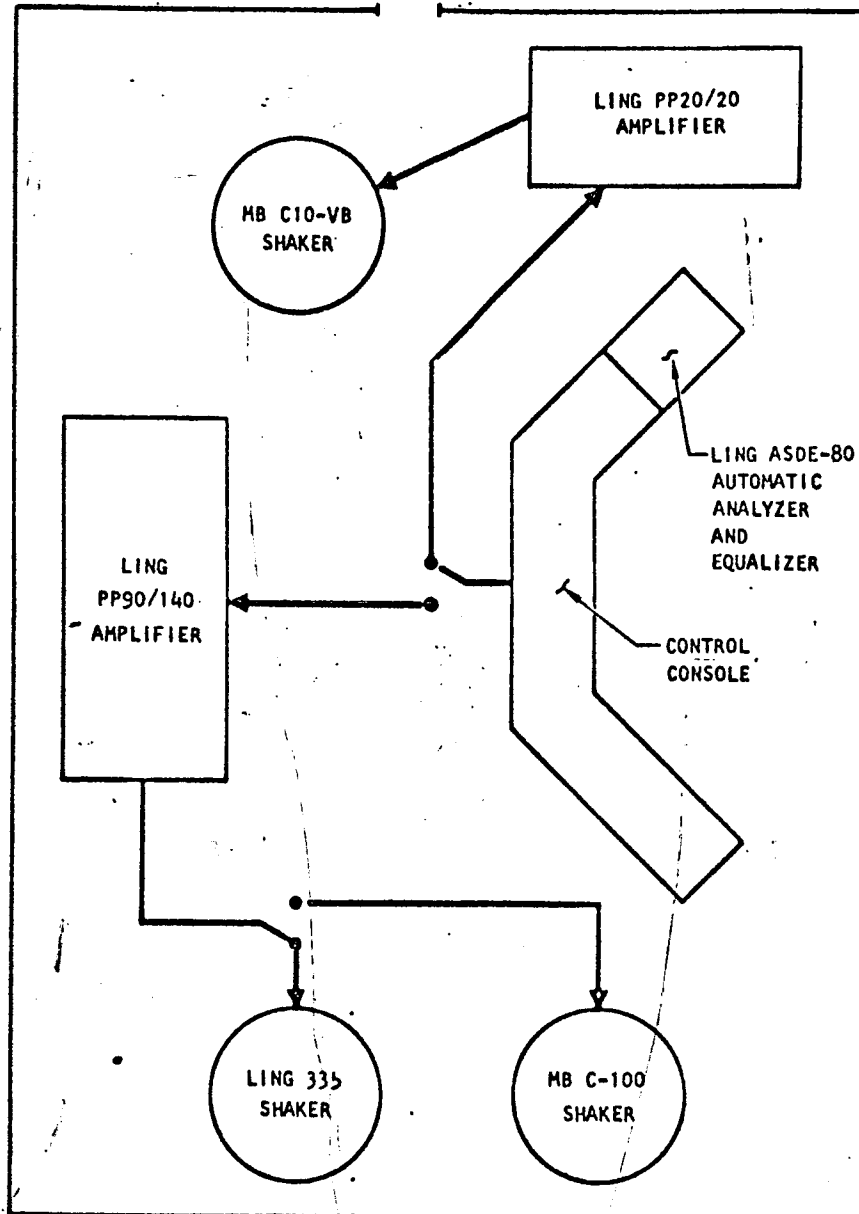 LING PP20/20
AMPLIFIER
MB C10-VB
SHAKER
LING ASDE-80
AUTOMATIC
ANALYZER
AND
EQUALIZER
LING
PP90/140
AMPLIFIER
CONTROL
CONSOLE
LING 335
SHAKER
MB C-100
SHAKER